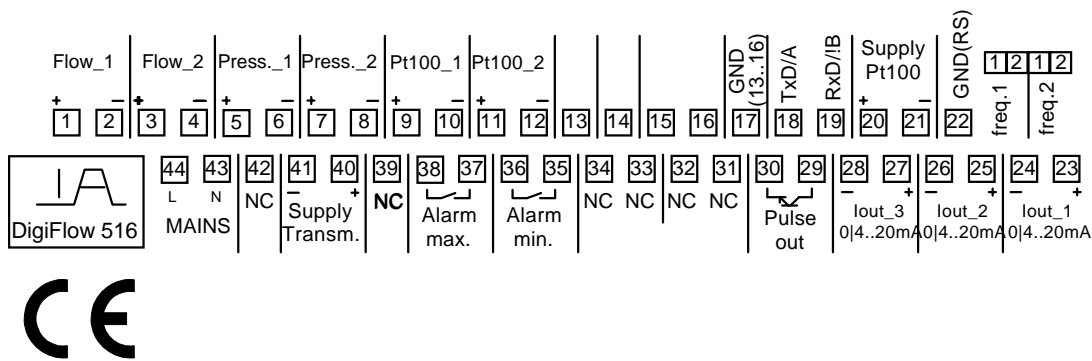 Flow_1 Flow_2 Press._1 Press._2 Pt100_1 Pt100_2 GND (13..16) TxD/A RxD/!B Supply Pt100 GND(RS) 1 2 1 2
freq.1 freq.2
+ − + − + − + − + − + − + −
1 2 3 4 5 6 7 8 9 10 11 12 13 14 15 16 17 18 19 20 21 22
44 43 42 41 40 39 38 37 36 35 34 33 32 31 30 29 28 27 26 25 24 23
L N NC − + NC NC NC NC NC − + − + − +
MAINS Supply Transm. Alarm max. Alarm min. Pulse out Iout_3 0|4..20mA Iout_2 0|4..20mA Iout_1 0|4..20mA
DigiFlow 516
CE